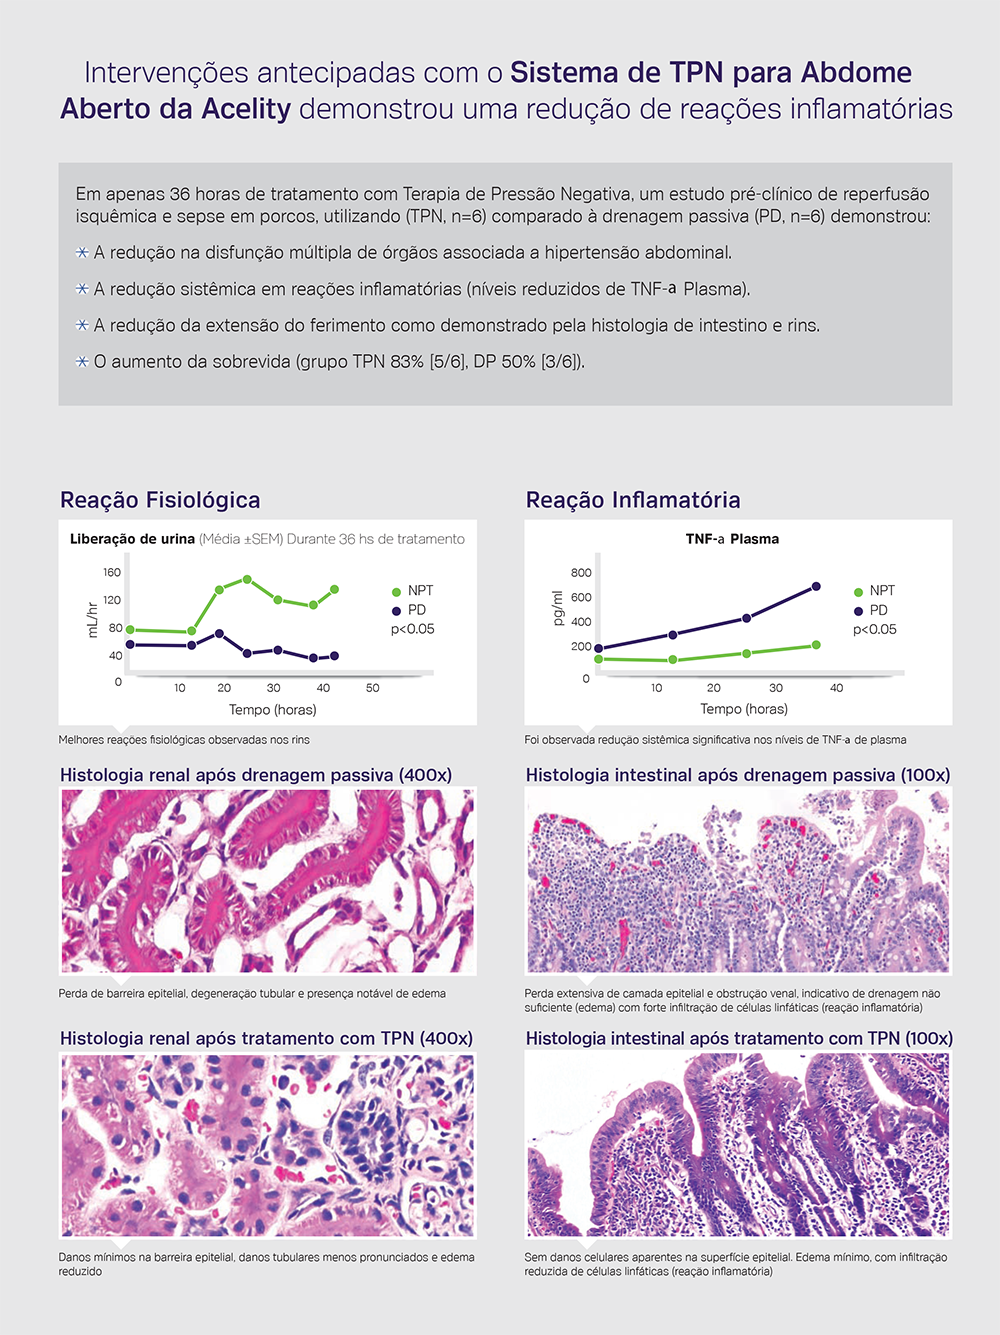 Intervenções antecipadas com o Sistema de TPN para Abdome
Aberto da Acelity demonstrou uma redução de reações inflamatórias
Em apenas 36 horas de tratamento com Terapia de Pressão Negativa, um estudo pré-clínico de reperfusão
isquêmica e sepse em porcos, utilizando (TPN, n=6) comparado à drenagem passiva (PD, n=6) demonstrou:
A redução na disfunção múltipla de órgãos associada a hipertensão abdominal.
A redução sistêmica em reações inflamatórias (níveis reduzidos de TNF-a Plasma).
A redução da extensão do ferimento como demonstrado pela histologia de intestino e rins.
O aumento da sobrevida (grupo TPN 83% [5/6], DP 50% [3/6]).
Reação Fisiológica
Liberação de urina (Média ±SEM) Durante 36 hs de tratamento
mL/hr
160
120
80
40
0
10 20 30 40 50
Tempo (horas)
NPT
PD
p<0.05
Melhores reações fisiológicas observadas nos rins
Reação Inflamatória
TNF-a Plasma
pg/ml
800
600
400
200
0
10 20 30 40
Tempo (horas)
NPT
PD
p<0.05
Foi observada redução sistêmica significativa nos níveis de TNF-a de plasma
Histologia renal após drenagem passiva (400x)
Perda de barreira epitelial, degeneração tubular e presença notável de edema
Histologia intestinal após drenagem passiva (100x)
Perda extensiva de camada epitelial e obstrução venal, indicativo de drenagem não
suficiente (edema) com forte infiltração de células linfáticas (reação inflamatória)
Histologia renal após tratamento com TPN (400x)
Danos mínimos na barreira epitelial, danos tubulares menos pronunciados e edema
reduzido
Histologia intestinal após tratamento com TPN (100x)
Sem danos celulares aparentes na superfície epitelial. Edema mínimo, com infiltração
reduzida de células linfáticas (reação inflamatória)